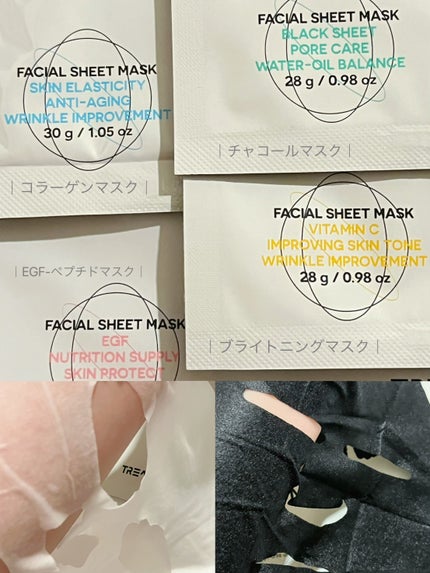 FACIAL SHEET MASK
SKIN ELASTICITY
ANTI-AGING
WRINKLE IMPROVEMENT
30 g / 1.05 oz
| コラーゲンマスク |
FACIAL SHEET MASK
BLACK SHEET
PORE CARE
WATER-OIL BALANCE
28 g / 0.98 oz
| チャコールマスク |
| EGF-ペプチドマスク |
FACIAL SHEET MASK
EGF
NUTRITION SUPPLY
SKIN PROTECT
FACIAL SHEET MASK
VITAMIN C
IMPROVING SKIN TONE
WRINKLE IMPROVEMENT
28 g / 0.98 oz
| ブライトニングマスク |